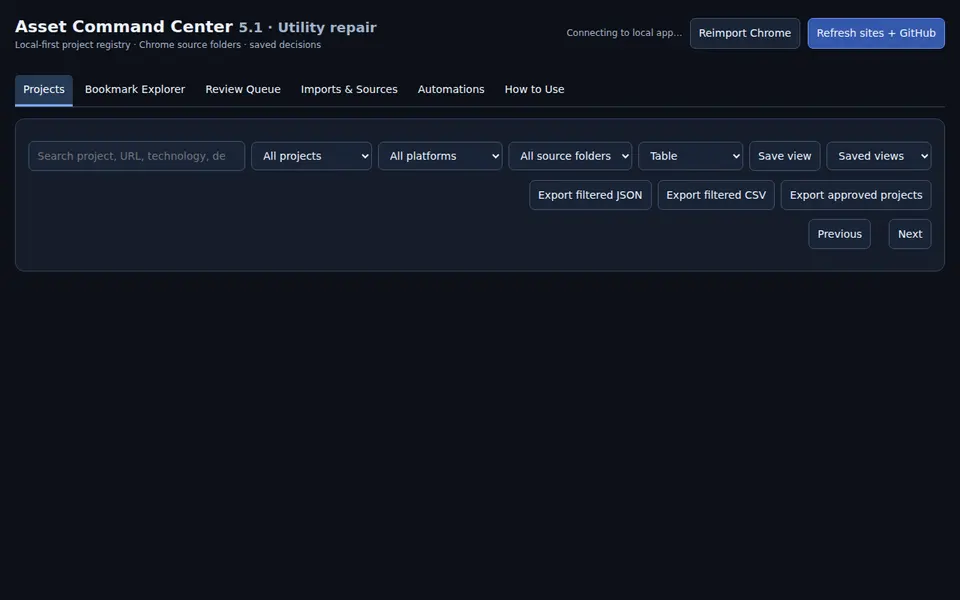 Asset Command Center 5.1 · Utility repair
Local-first project registry · Chrome source folders · saved decisions
Connecting to local app...
Reimport Chrome
Refresh sites + GitHub
Projects
Bookmark Explorer
Review Queue
Imports & Sources
Automations
How to Use
Search project, URL, technology, de
All projects
All platforms
All source folders
Table
Save view
Saved views
Export filtered JSON
Export filtered CSV
Export approved projects
Previous
Next